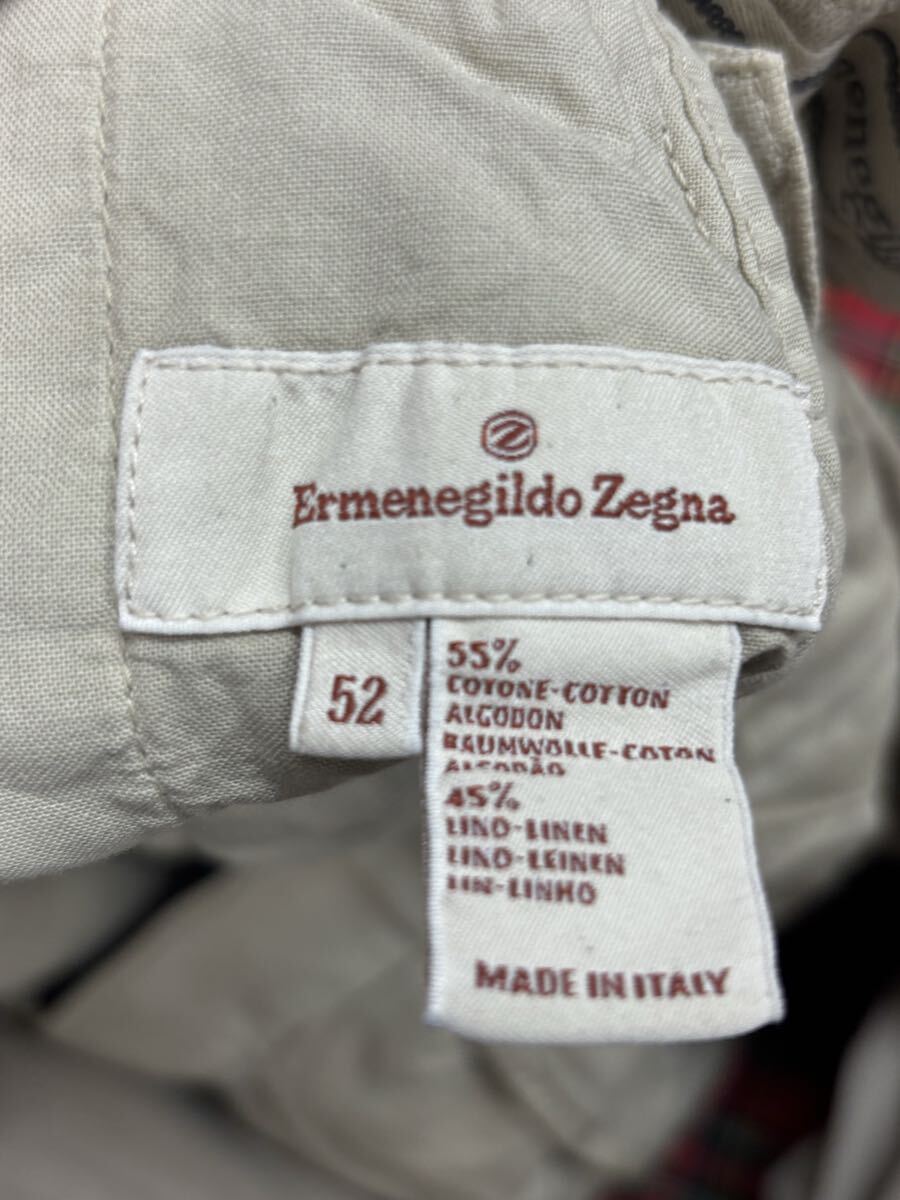 Ermenegildo Zegna
52
55%
COTONE-COTTON
ALGODON
BAUMWOLLE-COTON
ALGODÃO
45%
LINO-LINEN
LINO-LEINEN
LIN-LINHO
MADE IN ITALY